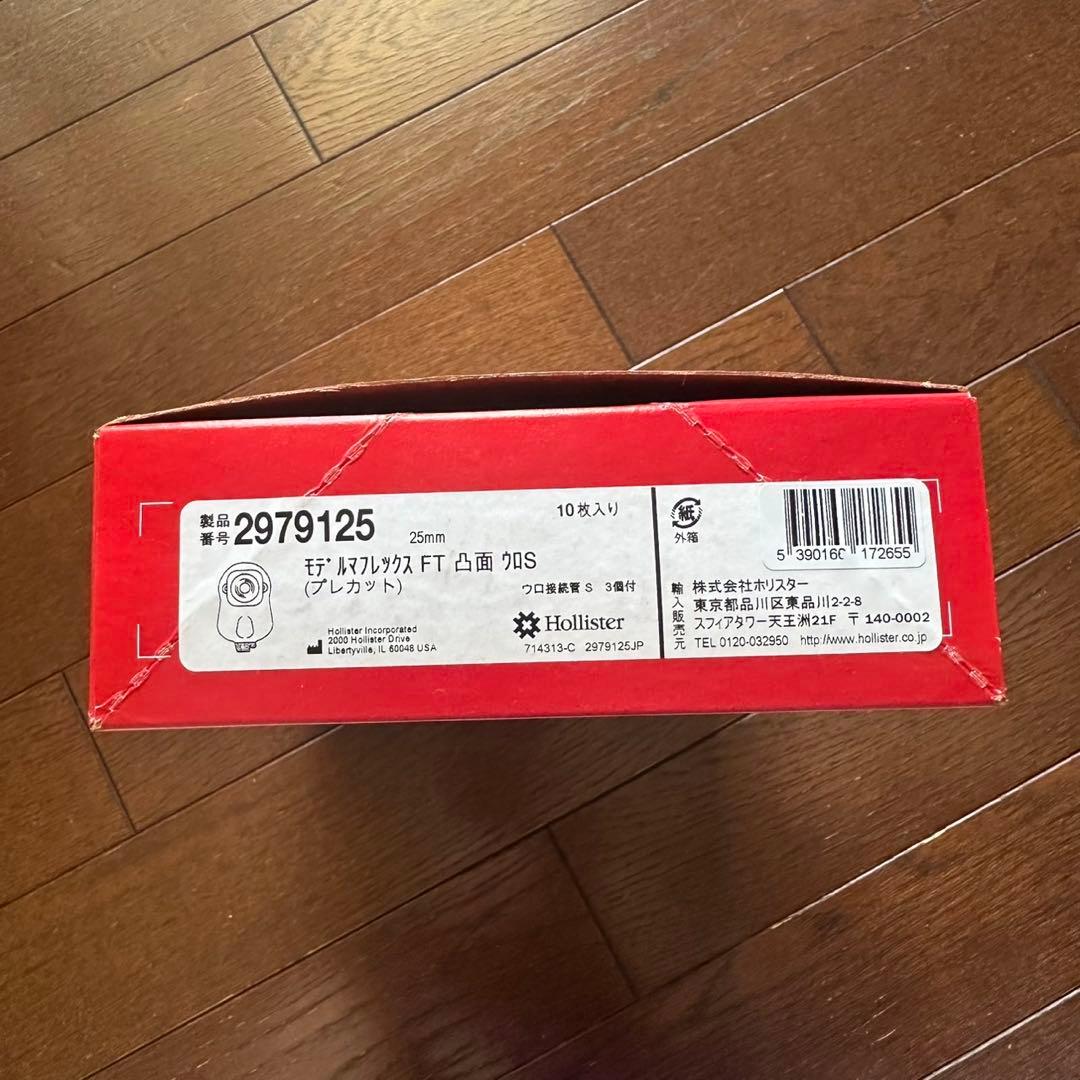 製品番号 2979125
25mm
10枚入り
ﾓﾃﾞﾙﾏﾌﾚｯｸｽ FT 凸面 ｳﾛS
(プレカット)
ウロ接続管 S 3個付
Hollister Incorporated
2000 Hollister Drive
Libertyville, IL 60048 USA
Hollister
714313-C 2979125JP
紙
外箱
5 390160 172655
輸入販売元
株式会社ホリスター
東京都品川区東品川2-2-8
スフィアタワー天王洲21F 〒140-0002
TEL 0120-032950 http://www.hollister.co.jp